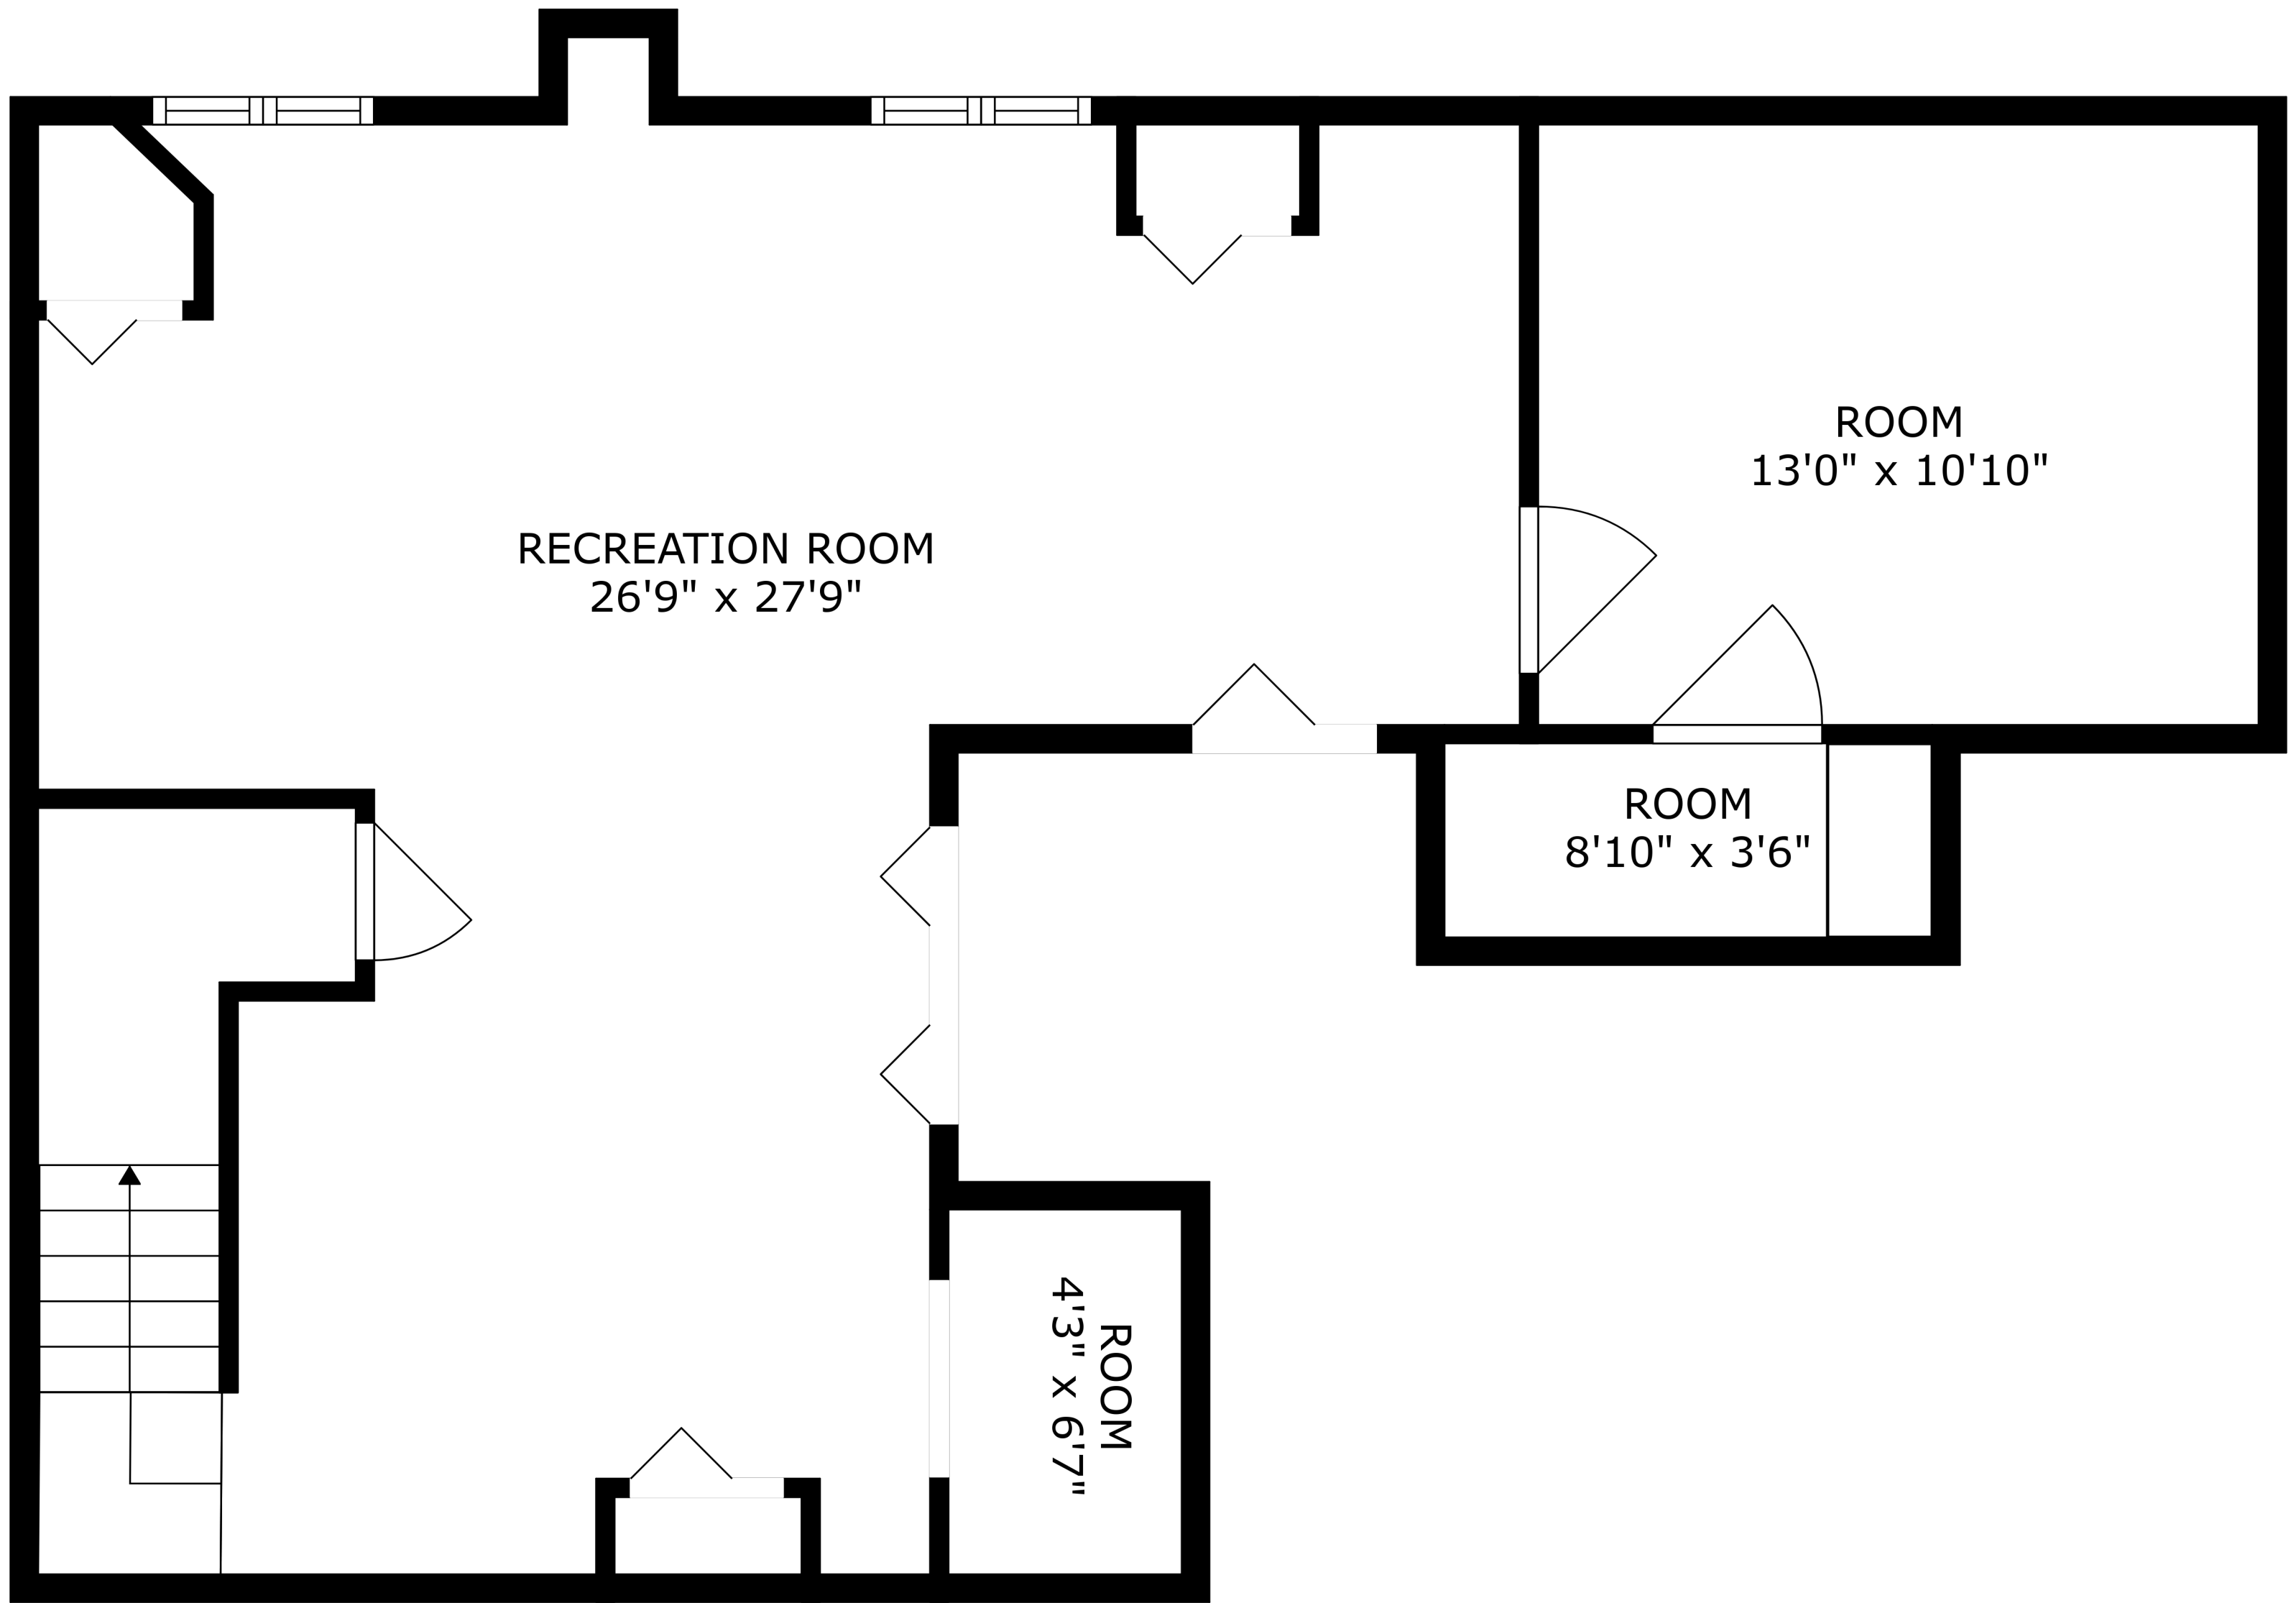 ROOM
13'0" x 10'10"
RECREATION ROOM
26'9" x 27'9"
ROOM
8'10" x 3'6"
ROOM
4'3" x 6'7"